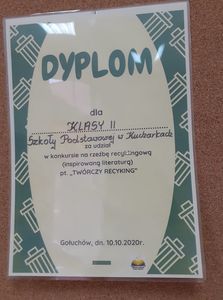 DYPLOM
dla
KLASY II
Szkoły Podstawowej w Kucharkach
za udział
w konkursie na rzeźbę recyklingową
(inspirowaną literaturą)
pt. „TWÓRCZY RECYKING”
Gołuchów, dn. 10.10.2020r.